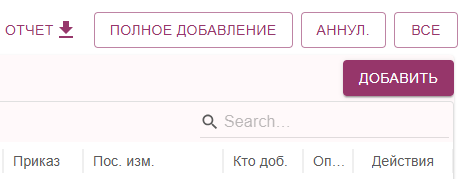 ОТЧЕТ ПОЛНОЕ ДОБАВЛЕНИЕ АННУЛ. ВСЕ
ДОБАВИТЬ
Search…
Приказ Пос. изм. Кто доб. Оп… Действия